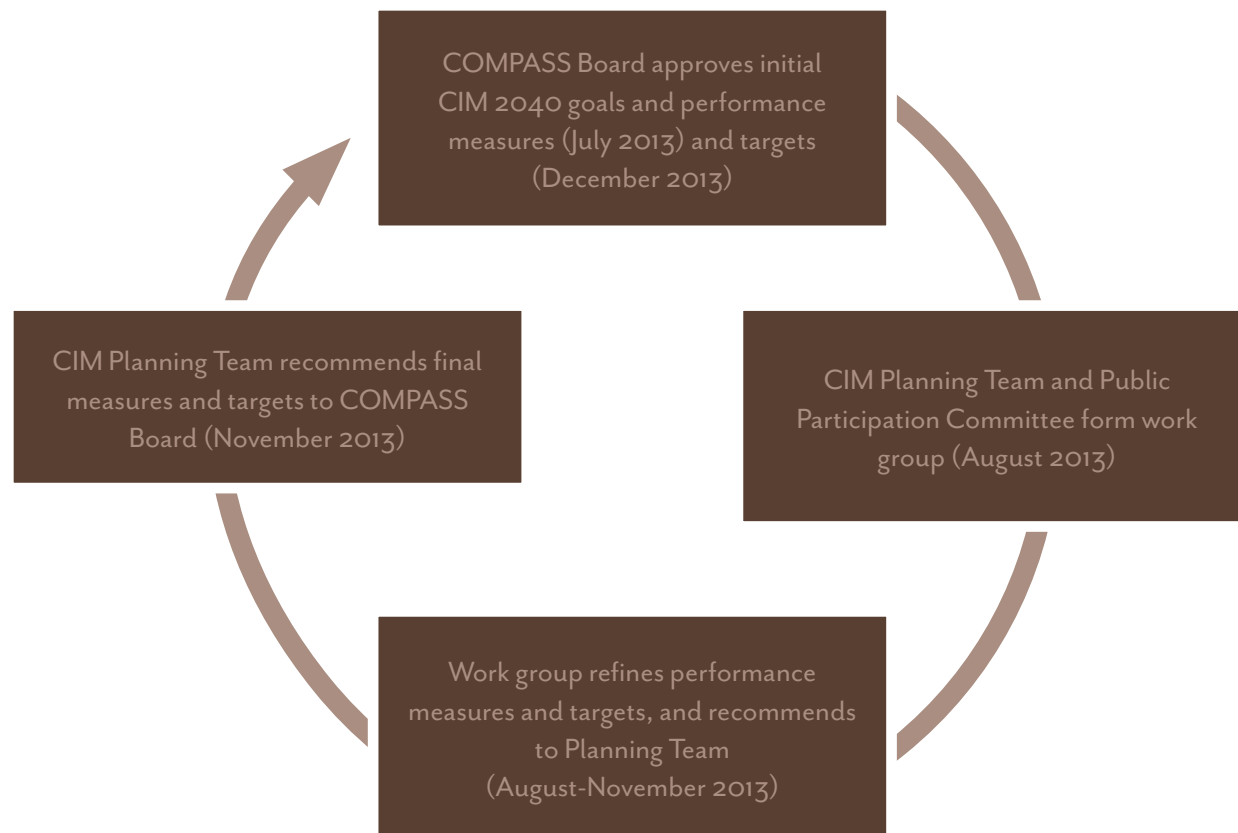 COMPASS Board approves initial
CIM 2040 goals and performance
measures (July 2013) and targets
(December 2013)
CIM Planning Team and Public
Participation Committee form work
group (August 2013)
Work group refines performance
measures and targets, and recommends
to Planning Team
(August-November 2013)
CIM Planning Team recommends final
measures and targets to COMPASS
Board (November 2013)